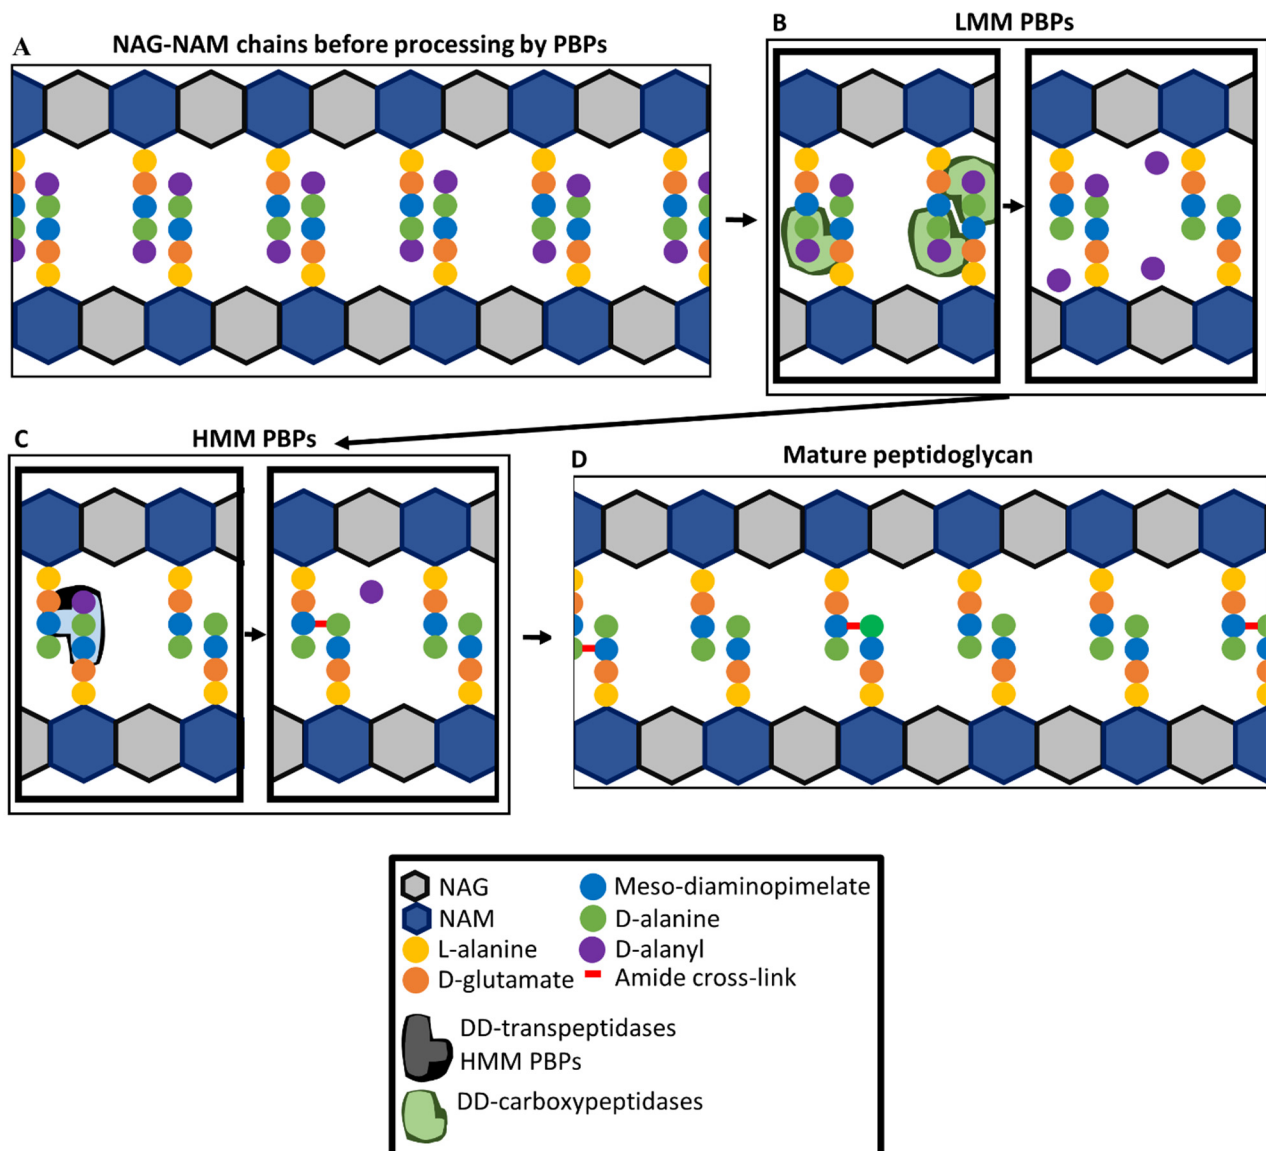 A
NAG-NAM chains before processing by PBPs
B
LMM PBPs
C
HMM PBPs
D
Mature peptidoglycan
NAG
NAM
L-alanine
D-glutamate
Meso-diaminopimelate
D-alanine
D-alanyl
Amide cross-link
DD-transpeptidases
HMM PBPs
DD-carboxypeptidases